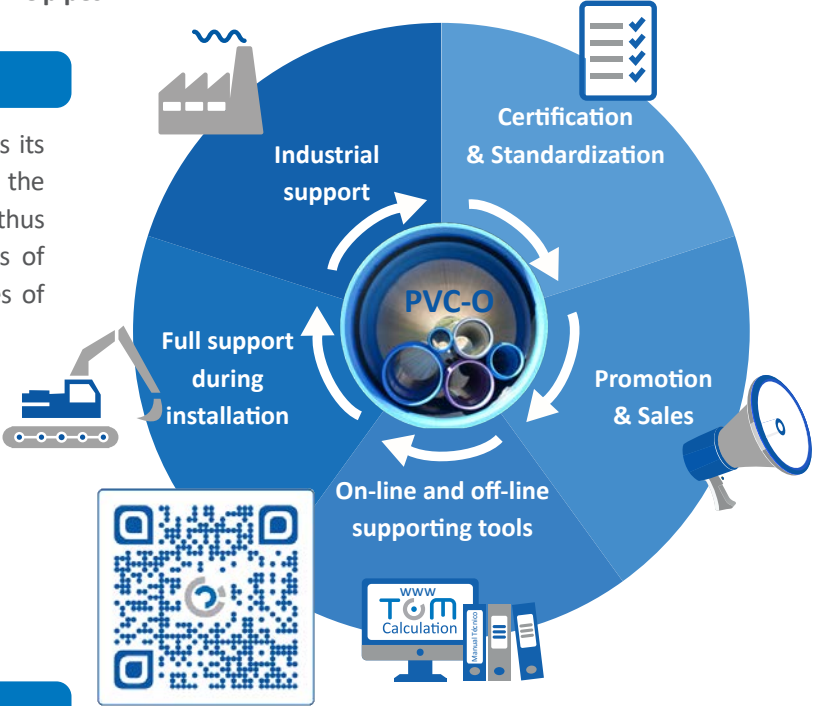 s its
the
thus
s of
es of
Industrial
support
Certification
& Standardization
PVC-O
Full support
during
installation
Promotion
& Sales
On-line and off-line
supporting tools
www
TOM
Calculation
Manual Técnico